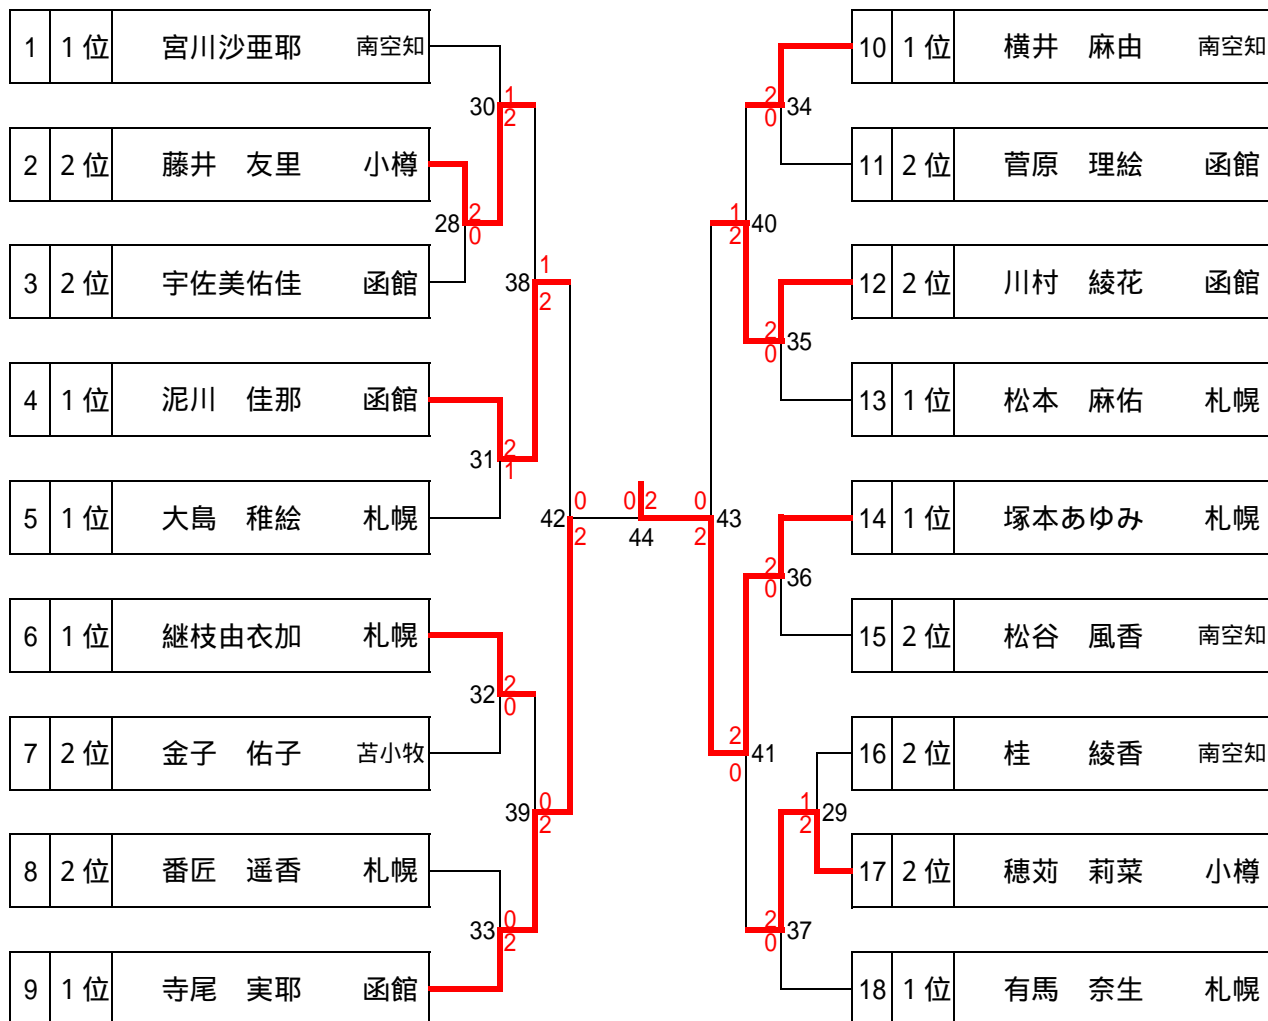 1 1位 宮川沙亜耶 南空知
2 2位 藤井 友里 小樽
3 2位 宇佐美佑佳 函館
4 1位 泥川 佳那 函館
5 1位 大島 稚絵 札幌
6 1位 継枝由衣加 札幌
7 2位 金子 佑子 苫小牧
8 2位 番匠 遥香 札幌
9 1位 寺尾 実耶 函館
30 1
2
28 2
0
38 1
2
31 2
1
42 0
2
32 2
0
39 0
2
33 0
2
0 2
44
10 1位 横井 麻由 南空知
11 2位 菅原 理絵 函館
12 2位 川村 綾花 函館
13 1位 松本 麻佑 札幌
14 1位 塚本あゆみ 札幌
15 2位 松谷 風香 南空知
16 2位 桂 綾香 南空知
17 2位 穂苅 莉菜 小樽
18 1位 有馬 奈生 札幌
2 34
0
1 40
2
2 35
0
0 43
2
2 36
0
2 41
0
1 29
2
2 37
0